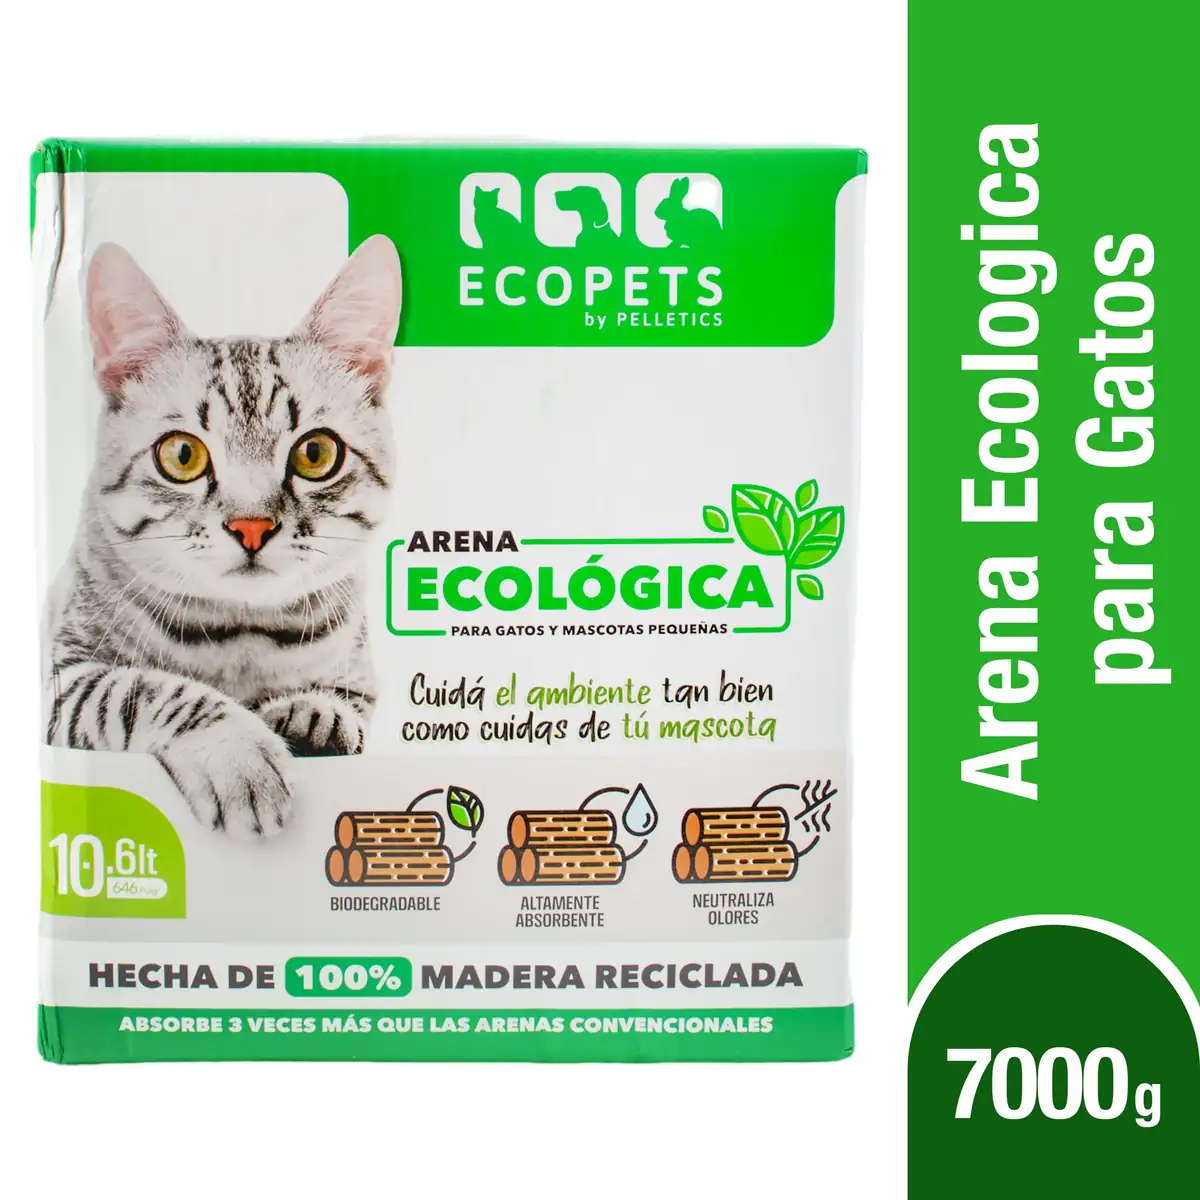 ECOPETS
by PELLETICS
ARENA
ECOLÓGICA
PARA GATOS Y MASCOTAS PEQUEÑAS
Cuidá el ambiente tan bien
como cuidas de tú mascota
10.6lt
646 Pulg³
BIODEGRADABLE
ALTAMENTE
ABSORBENTE
NEUTRALIZA
OLORES
HECHA DE 100% MADERA RECICLADA
ABSORBE 3 VECES MÁS QUE LAS ARENAS CONVENCIONALES
Arena Ecologica
para Gatos
7000g